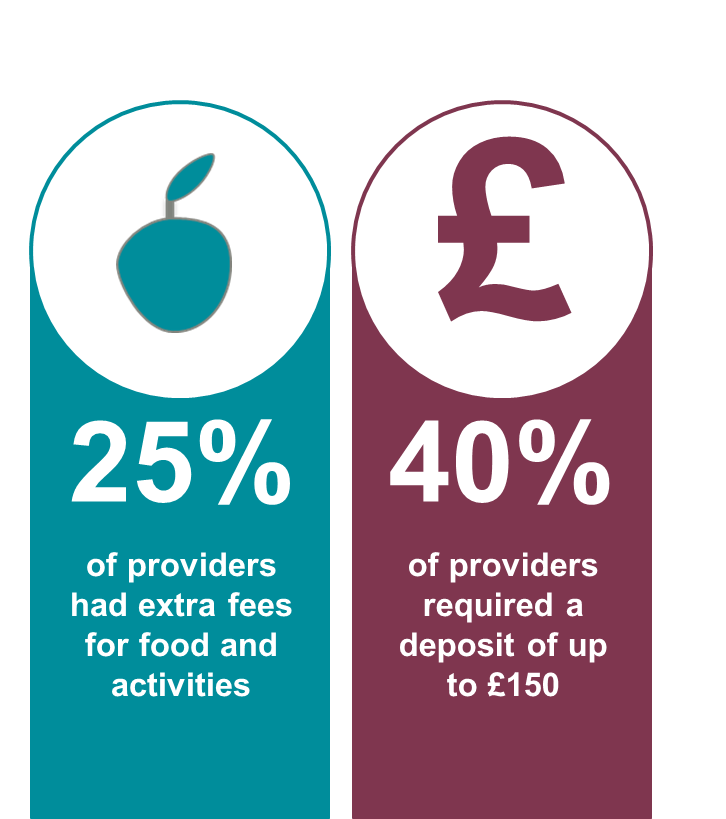 £
25%
of providers
had extra fees
for food and
activities
40%
of providers
required a
deposit of up
to £150